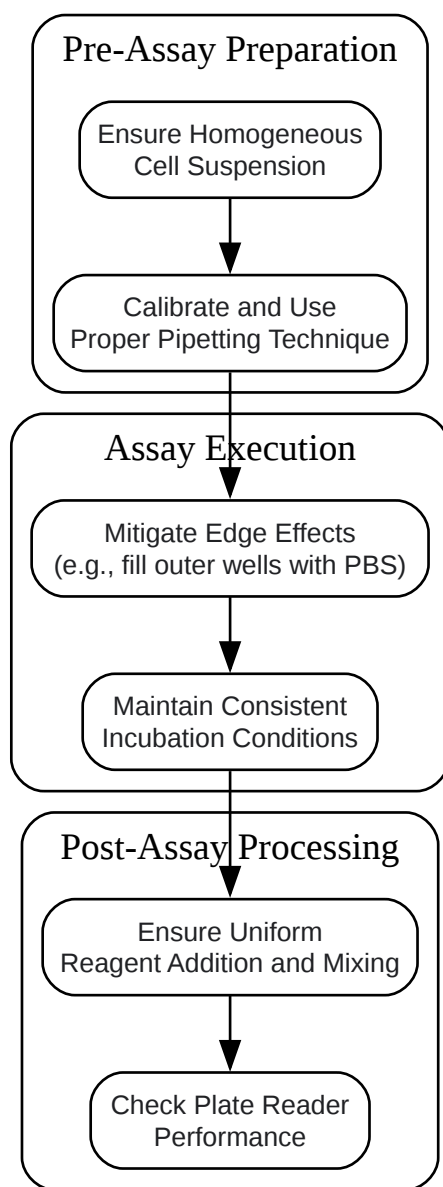 Pre-Assay Preparation
Ensure Homogeneous
Cell Suspension
Calibrate and Use
Proper Pipetting Technique
Assay Execution
Mitigate Edge Effects
(e.g., fill outer wells with PBS)
Maintain Consistent
Incubation Conditions
Post-Assay Processing
Ensure Uniform
Reagent Addition and Mixing
Check Plate Reader
Performance